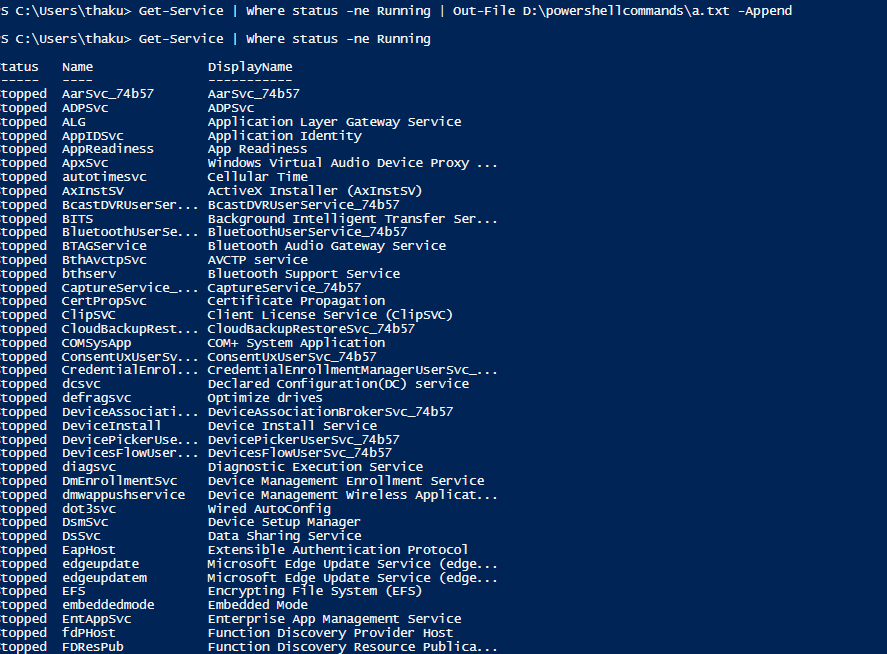 S C:\Users\thaku> Get-Service | Where status -ne Running | Out-File D:\powershellcommands\a.txt -Append
S C:\Users\thaku> Get-Service | Where status -ne Running
tatus Name DisplayName
----- ---- -----------
topped AarSvc_74b57 AarSvc_74b57
topped ADPSvc ADPSvc
topped ALG Application Layer Gateway Service
topped AppIDSvc Application Identity
topped AppReadiness App Readiness
topped ApxSvc Windows Virtual Audio Device Proxy ...
topped autotimesvc Cellular Time
topped AxInstSV ActiveX Installer (AxInstSV)
topped BcastDVRUserSer... BcastDVRUserService_74b57
topped BITS Background Intelligent Transfer Ser...
topped BluetoothUserSe... BluetoothUserService_74b57
topped BTAGService Bluetooth Audio Gateway Service
topped BthAvctpSvc AVCTP service
topped bthserv Bluetooth Support Service
topped CaptureService_... CaptureService_74b57
topped CertPropSvc Certificate Propagation
topped ClipSVC Client License Service (ClipSVC)
topped CloudBackupRest... CloudBackupRestoreSvc_74b57
topped COMSysApp COM+ System Application
topped ConsentUxUserSv... ConsentUxUserSvc_74b57
topped CredentialEnrol... CredentialEnrollmentManagerUserSvc_...
topped dcsvc Declared Configuration(DC) service
topped defragsvc Optimize drives
topped DeviceAssociati... DeviceAssociationBrokerSvc_74b57
topped DeviceInstall Device Install Service
topped DevicePickerUse... DevicePickerUserSvc_74b57
topped DevicesFlowUser... DevicesFlowUserSvc_74b57
topped diagsvc Diagnostic Execution Service
topped DmEnrollmentSvc Device Management Enrollment Service
topped dmwappushservice Device Management Wireless Applicat...
topped dot3svc Wired AutoConfig
topped DsmSvc Device Setup Manager
topped DsSvc Data Sharing Service
topped EapHost Extensible Authentication Protocol
topped edgeupdate Microsoft Edge Update Service (edge...
topped edgeupdatem Microsoft Edge Update Service (edge...
topped EFS Encrypting File System (EFS)
topped embeddedmode Embedded Mode
topped EntAppSvc Enterprise App Management Service
topped fdPHost Function Discovery Provider Host
topped FDResPub Function Discovery Resource Publica...